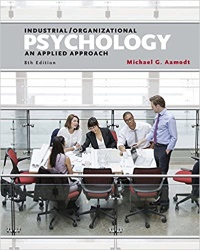 INDUSTRIAL/ORGANIZATIONAL
PSYCHOLOGY
AN APPLIED APPROACH
8th Edition
Michael G. Aamodt